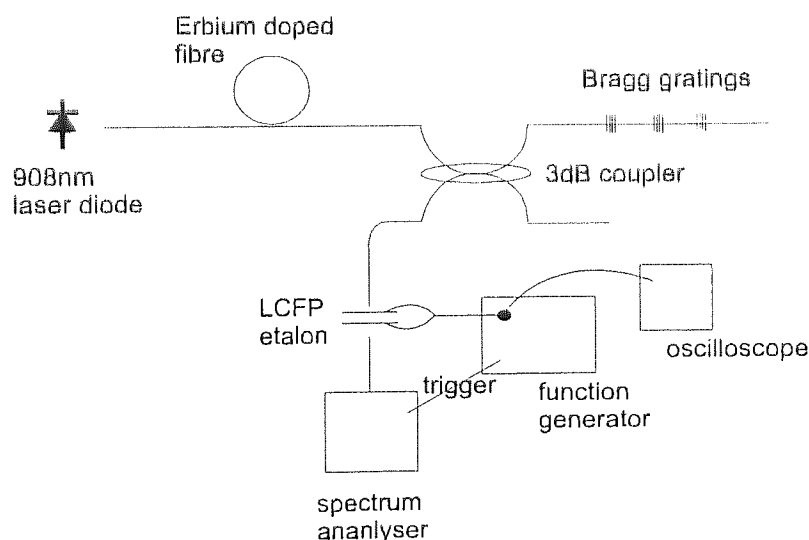 Erbium doped
fibre
Bragg gratings
908nm
laser diode
3dB coupler
LCFP
etalon
oscilloscope
trigger
function
generator
spectrum
ananlyser